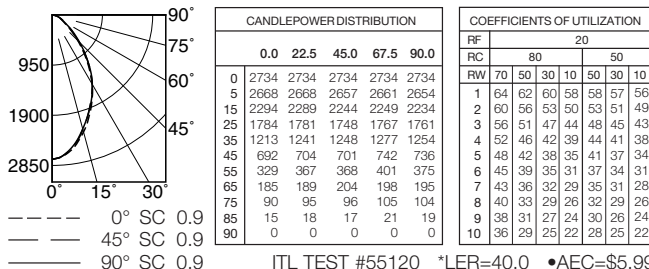 90°
75°
60°
45°
950
1900
2850
0° 15° 30°
0° SC 0.9
45° SC 0.9
90° SC 0.9
CANDLEPOWER DISTRIBUTION
0.0 22.5 45.0 67.5 90.0
0 2734 2734 2734 2734 2734
5 2668 2668 2657 2661 2654
15 2294 2289 2244 2249 2234
25 1784 1781 1748 1767 1761
35 1213 1241 1248 1277 1254
45 692 704 701 742 736
55 329 367 368 401 375
65 185 189 204 198 195
75 90 95 96 105 104
85 15 18 17 21 19
90 0 0 0 0 0
COEFFICIENTS OF UTILIZATION
RF 20
RC 80 50
RW 70 50 30 10 50 30 10
1 64 62 60 58 58 57 56
2 60 56 53 50 53 51 49
3 56 51 47 44 48 45 43
4 52 46 42 39 44 41 38
5 48 42 38 35 41 37 34
6 45 39 35 31 37 34 31
7 43 36 32 29 35 31 28
8 40 33 29 26 32 29 26
9 38 31 27 24 30 26 24
10 36 29 25 22 28 25 22
ITL TEST #55120 *LER=40.0 •AEC=$5.99